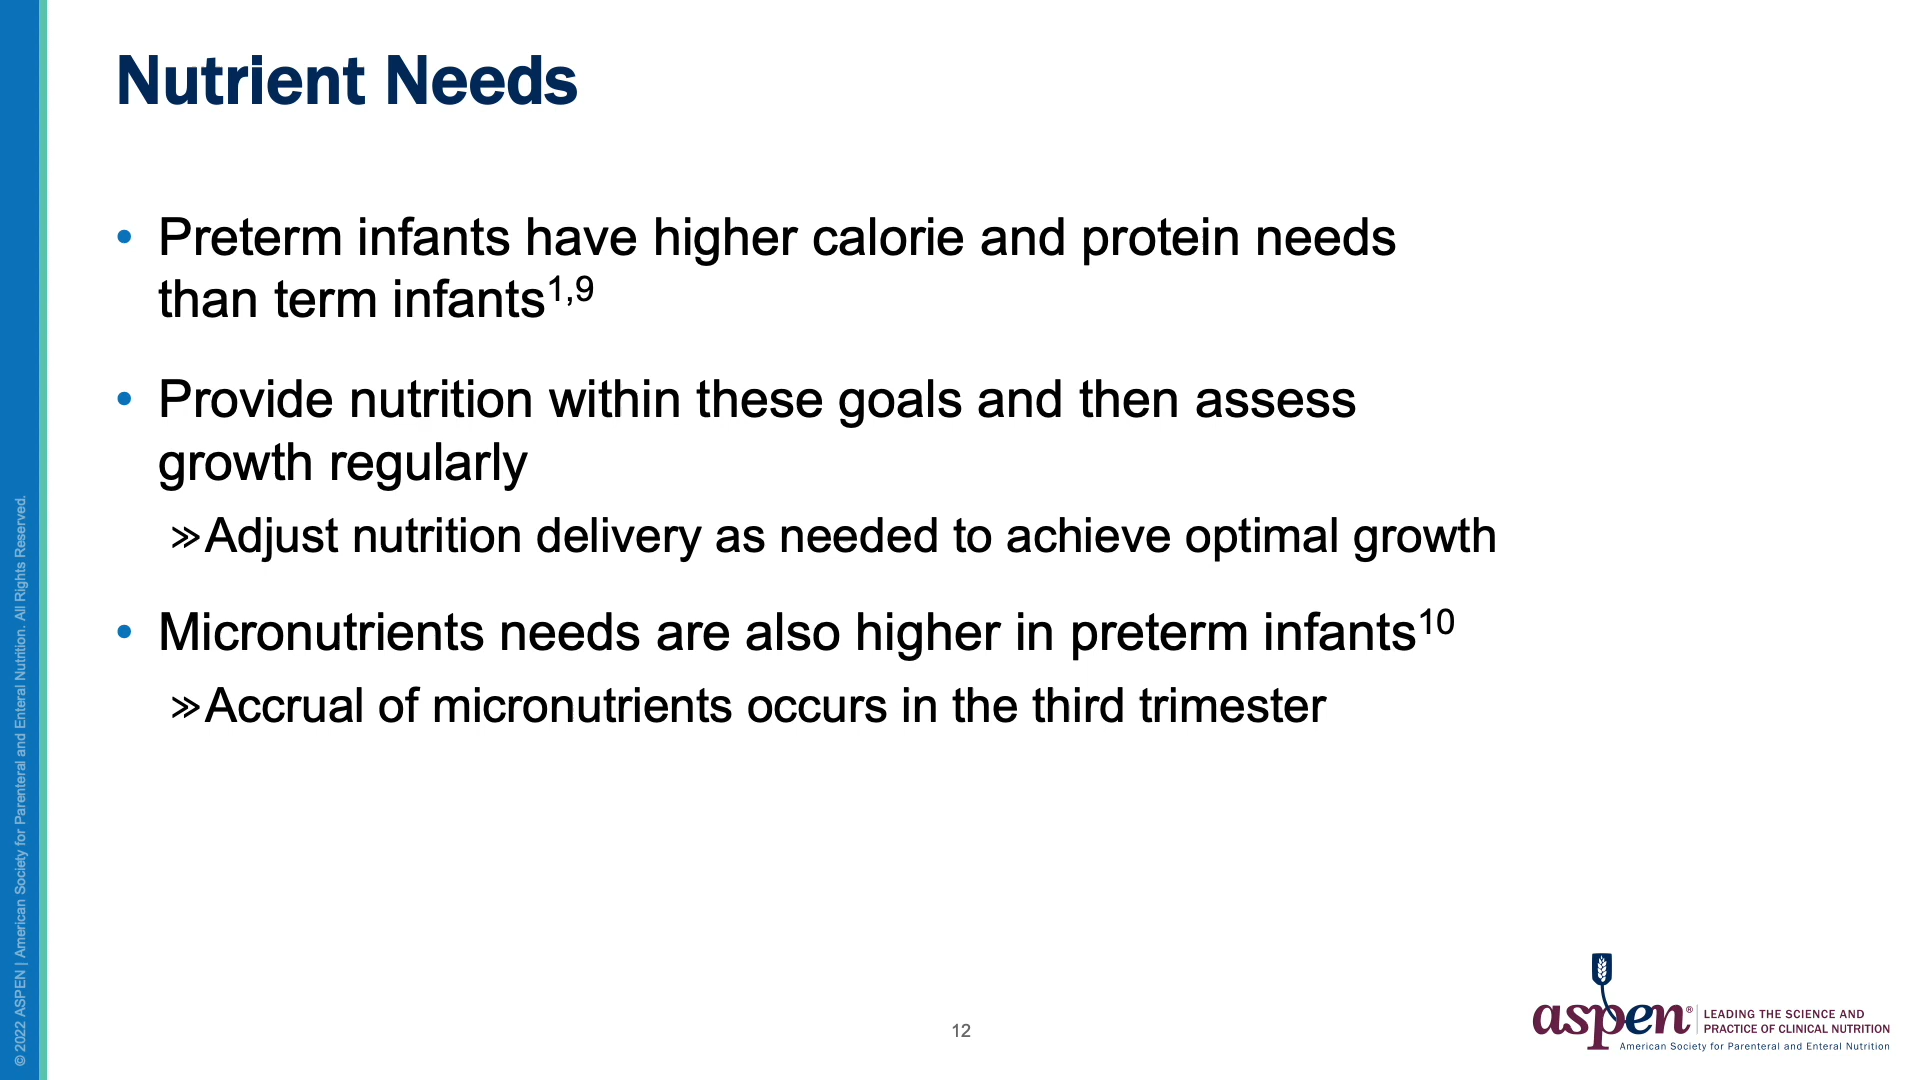 Nutrient Needs
• Preterm infants have higher calorie and protein needs
than term infants1,9
• Provide nutrition within these goals and then assess
growth regularly
»Adjust nutrition delivery as needed to achieve optimal growth
• Micronutrients needs are also higher in preterm infants10
»Accrual of micronutrients occurs in the third trimester
© 2022 ASPEN | American Society for Parenteral and Enteral Nutrition. All Rights Reserved.
12
aspen®
LEADING THE SCIENCE AND
PRACTICE OF CLINICAL NUTRITION
American Society for Parenteral and Enteral Nutrition